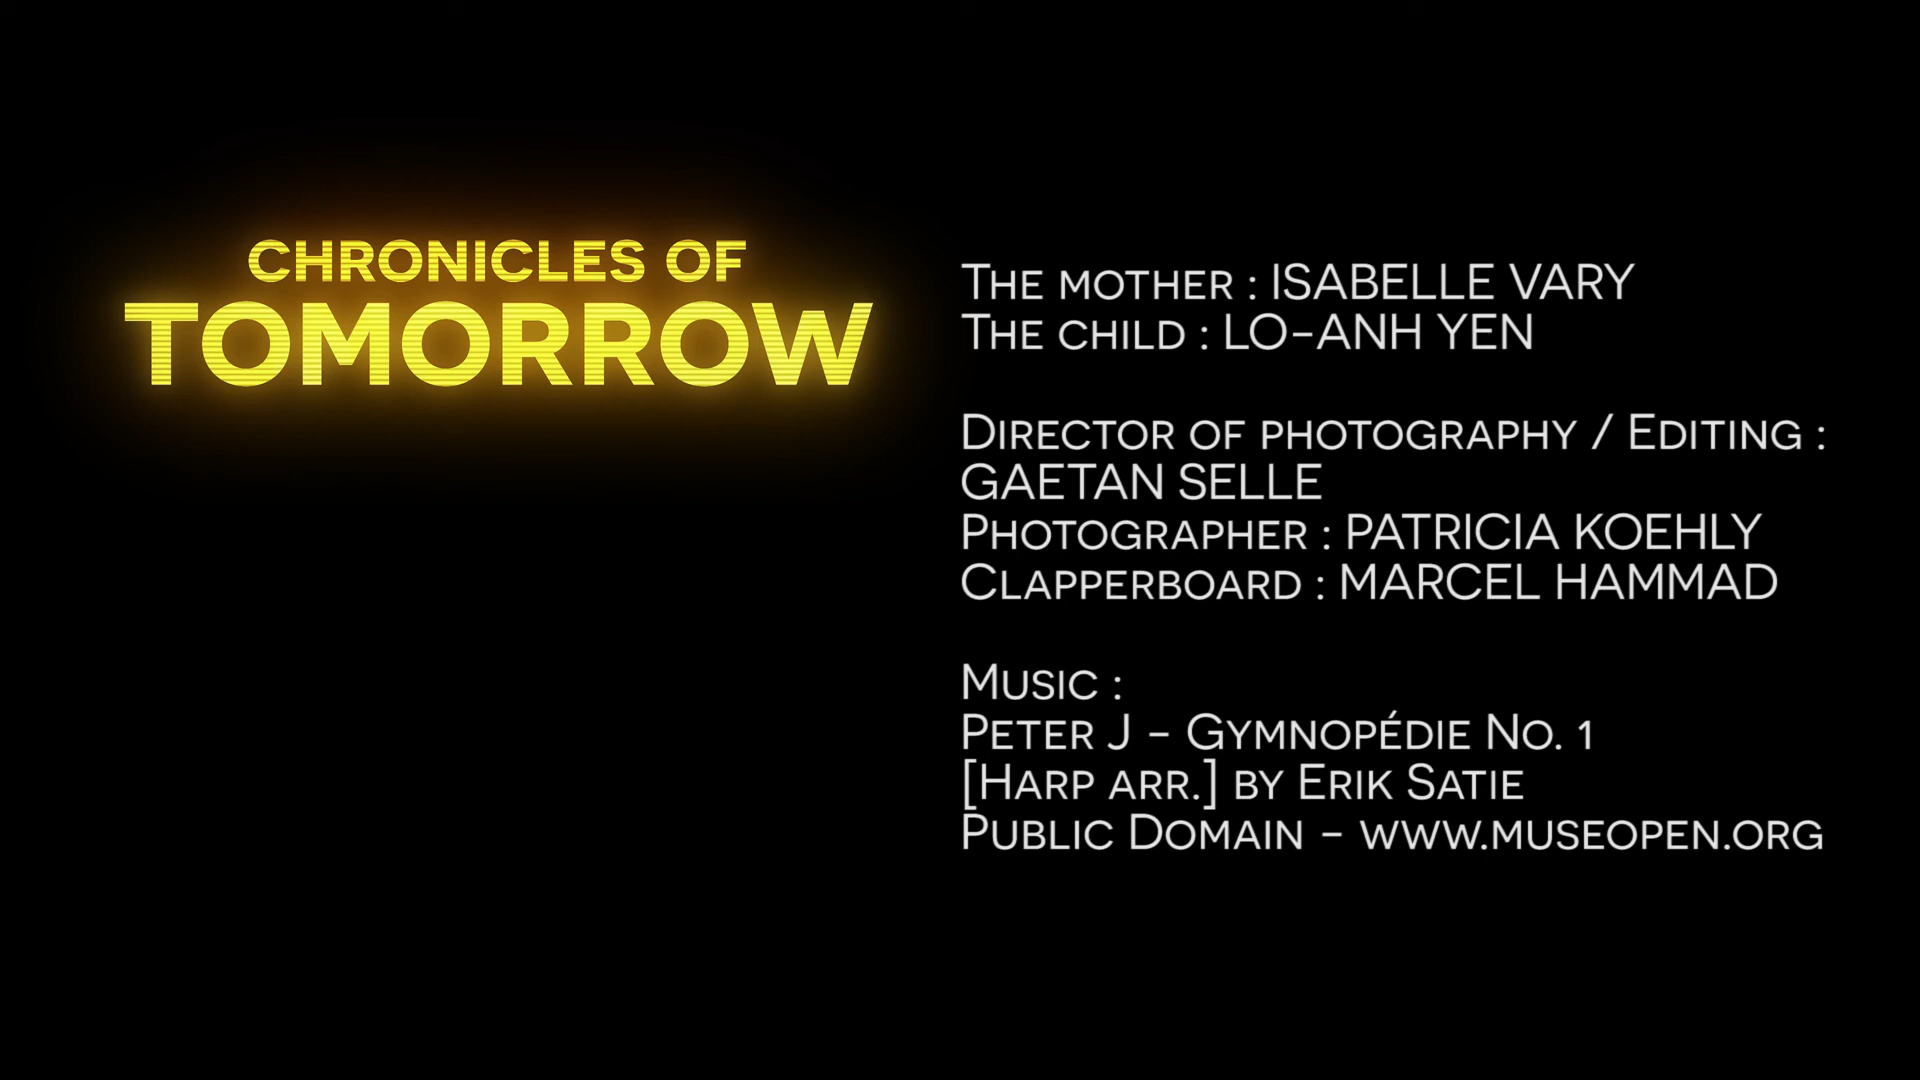 CHRONICLES OF
TOMORROW
The mother : ISABELLE VARY
The child : LO-ANH YEN
Director of photography / Editing :
GAETAN SELLE
Photographer : PATRICIA KOEHLY
Clapperboard : MARCEL HAMMAD
Music :
Peter J - Gymnopédie No. 1
[Harp arr.] by Erik Satie
Public Domain - www.museopen.org